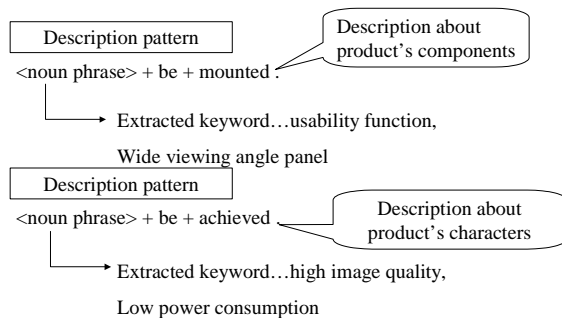 Description pattern
Description about
product's components
<noun phrase> + be + mounted .
Extracted keyword…usability function,
Wide viewing angle panel
Description pattern
<noun phrase> + be + achieved .
Description about
product's characters
Extracted keyword…high image quality,
Low power consumption